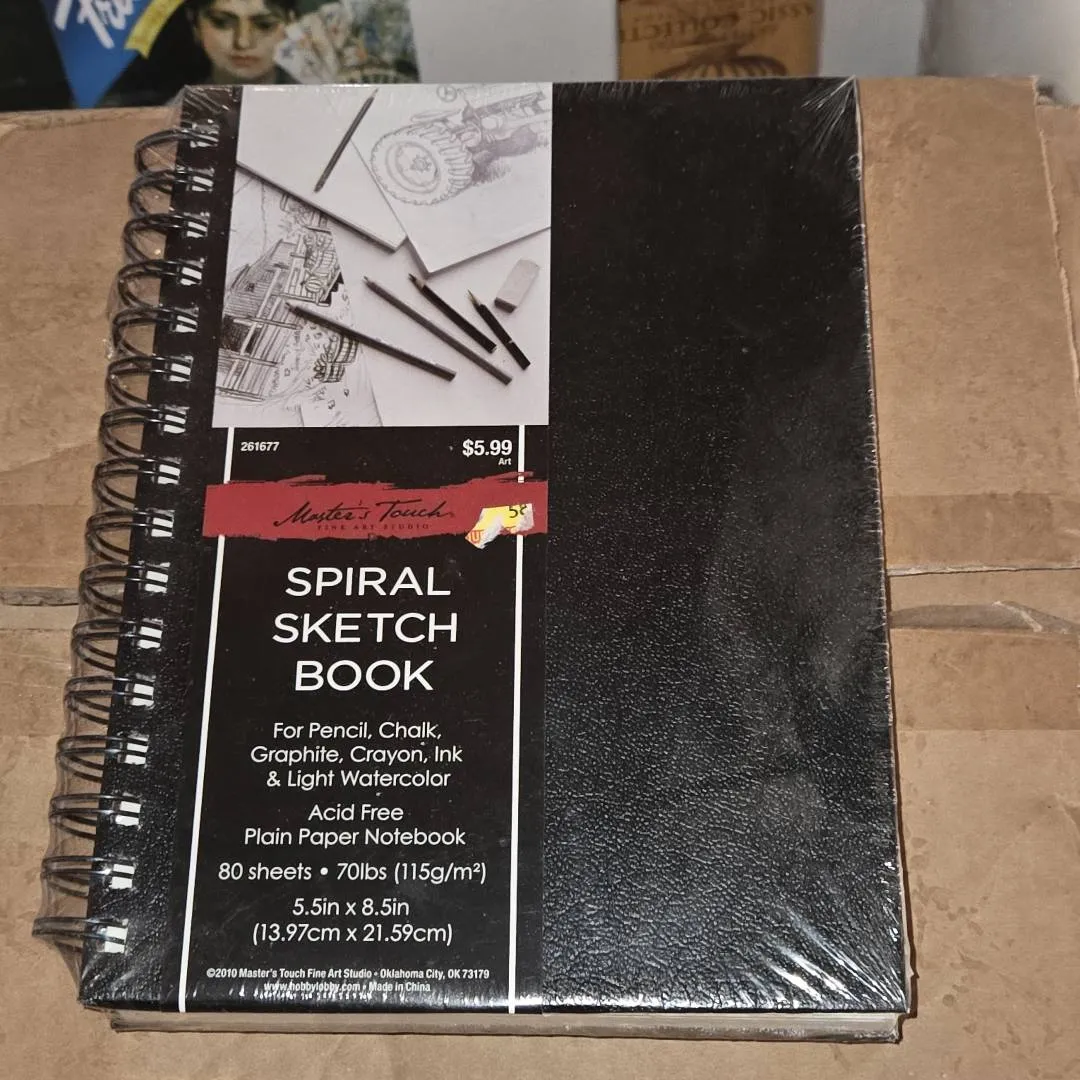 261677
$5.99
Art
Master's Touch
FINE ART STUDIO
58
SPIRAL
SKETCH
BOOK
For Pencil, Chalk,
Graphite, Crayon, Ink
& Light Watercolor
Acid Free
Plain Paper Notebook
80 sheets • 70lbs (115g/m²)
5.5in x 8.5in
(13.97cm x 21.59cm)
©2010 Master's Touch Fine Art Studio • Oklahoma City, OK 73179
www.hobbylobby.com • Made in China